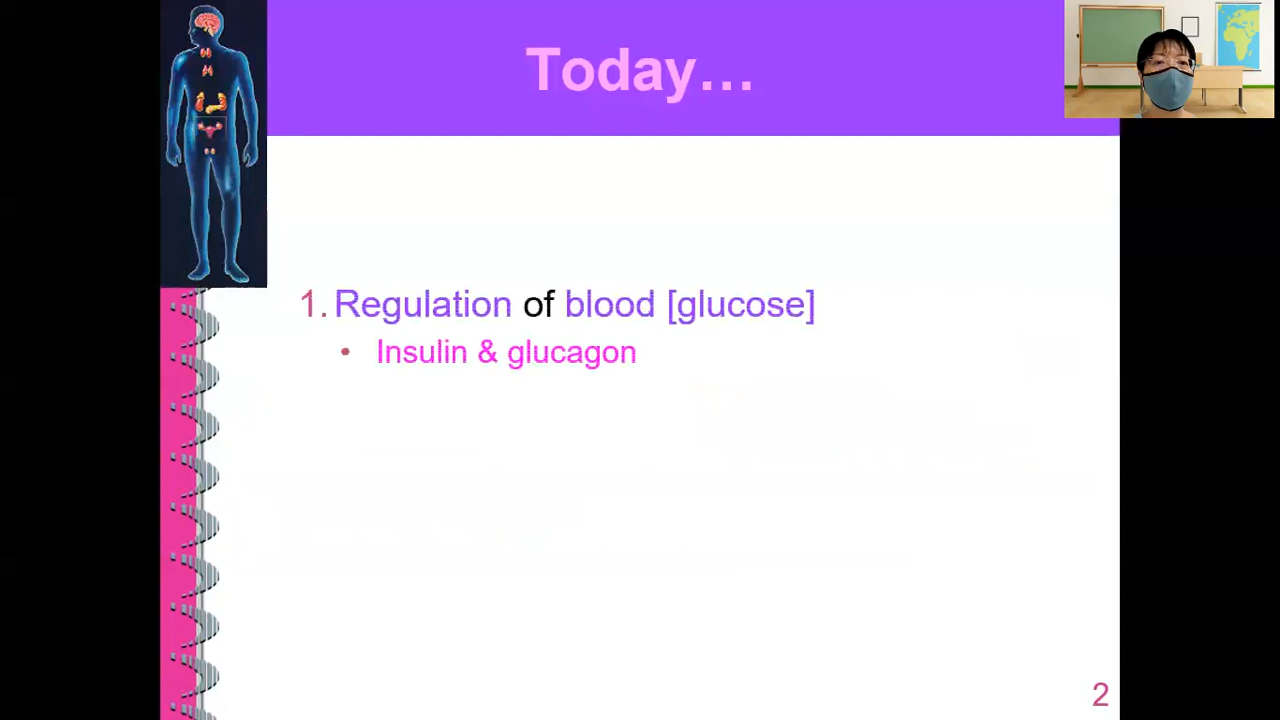 Today…
1. Regulation of blood [glucose]
• Insulin & glucagon
2